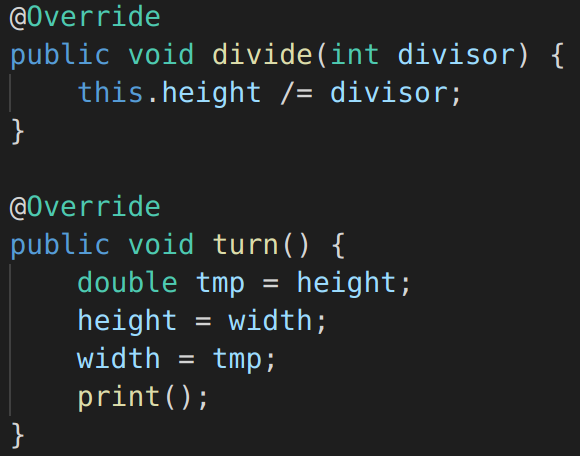 @Override
public void divide(int divisor) {
    this.height /= divisor;
}
@Override
public void turn() {
    double tmp = height;
    height = width;
    width = tmp;
    print();
}